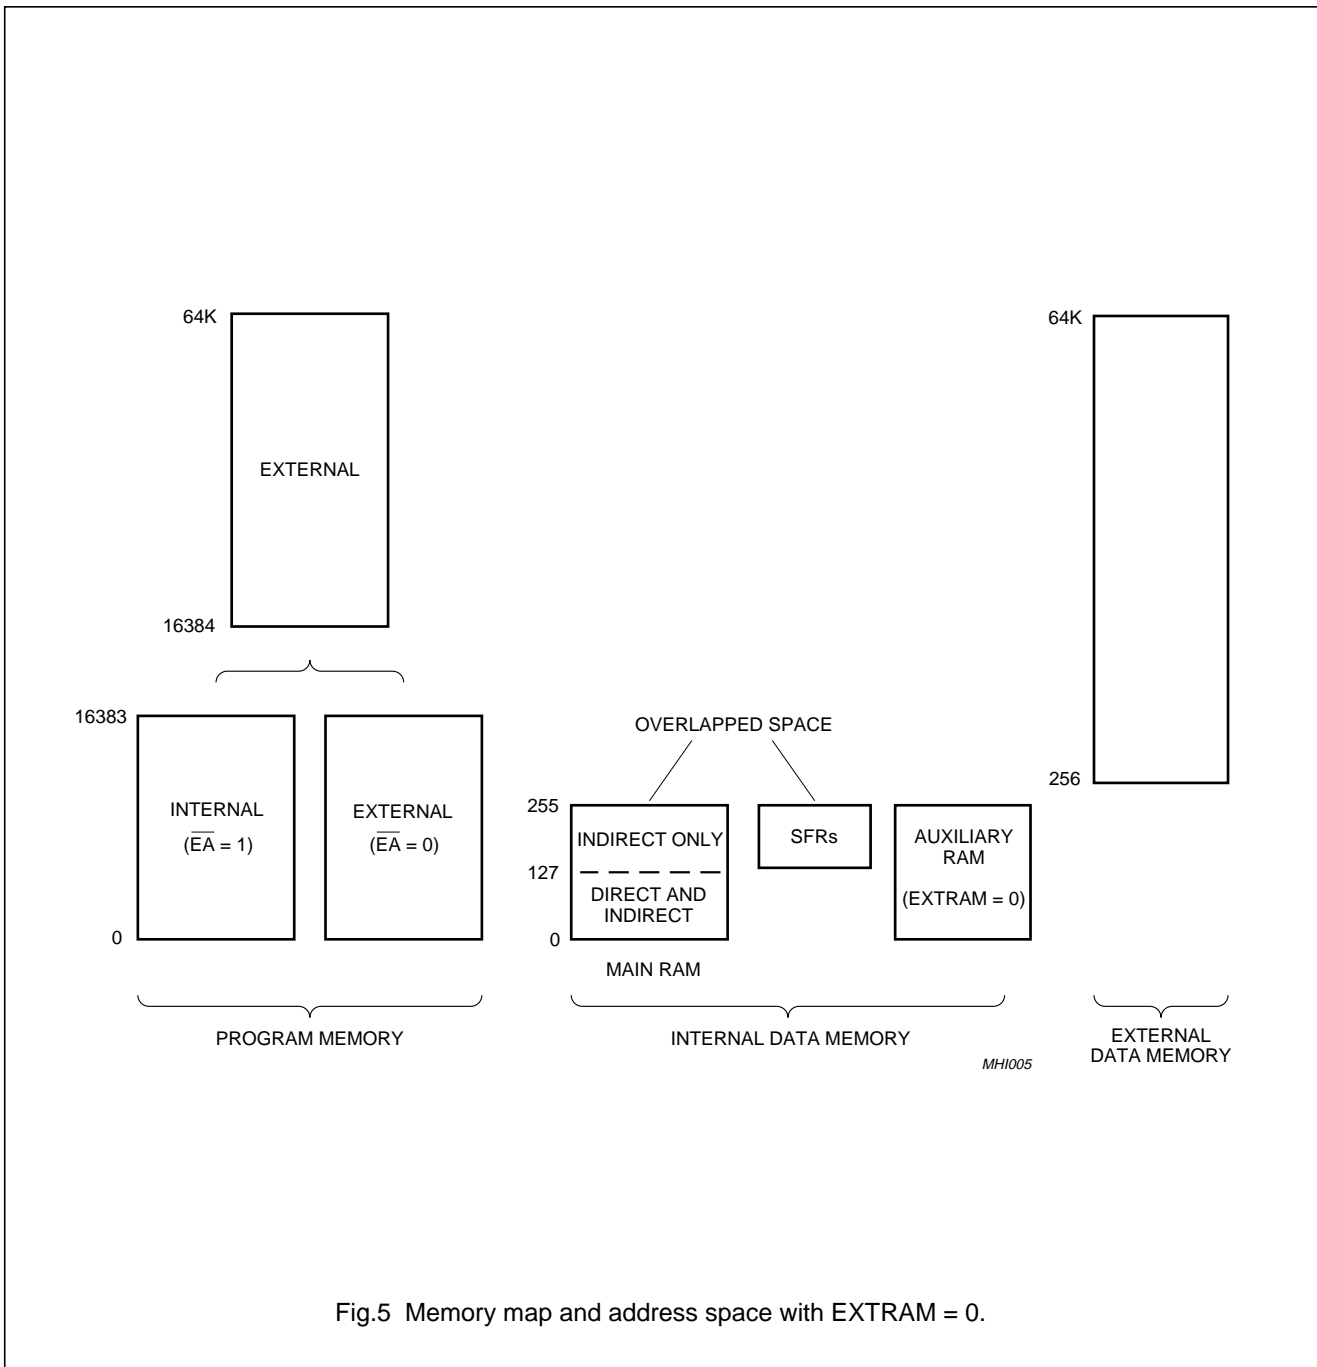 64K
EXTERNAL
16384
16383
INTERNAL
(E̅A̅ = 1)
EXTERNAL
(E̅A̅ = 0)
0
PROGRAM MEMORY
OVERLAPPED SPACE
255
INDIRECT ONLY
127
DIRECT AND
INDIRECT
0
MAIN RAM
SFRs
AUXILIARY
RAM
(EXTRAM = 0)
INTERNAL DATA MEMORY
64K
256
EXTERNAL
DATA MEMORY
MHI005
Fig.5 Memory map and address space with EXTRAM = 0.